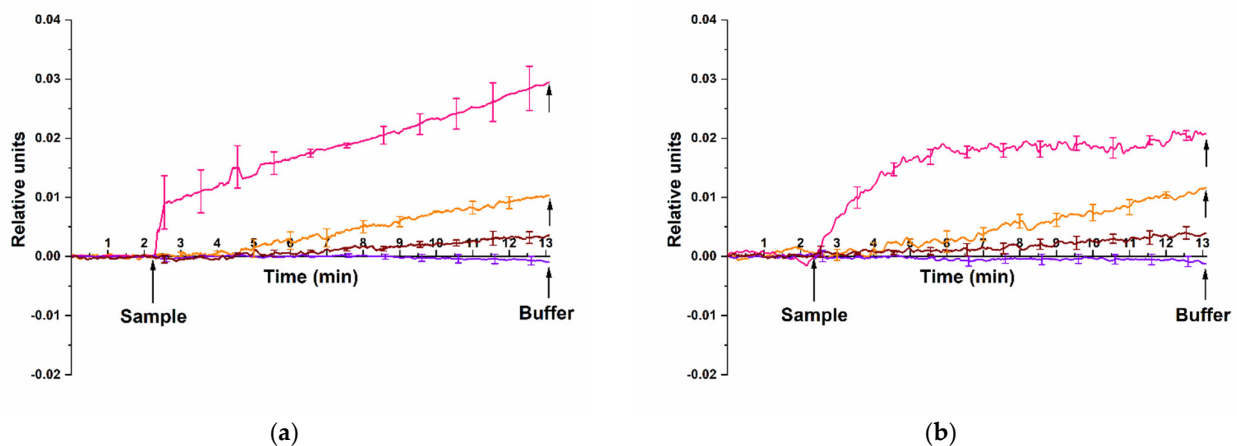 0.04
0.03
0.02
0.01
0.00
-0.01
-0.02
Relative units
1 2 3 4 5 6 7 8 9 10 11 12 13
Time (min)
Sample
Buffer
(a)
0.04
0.03
0.02
0.01
0.00
-0.01
-0.02
Relative units
1 2 3 4 5 6 7 8 9 10 11 12 13
Time (min)
Sample
Buffer
(b)